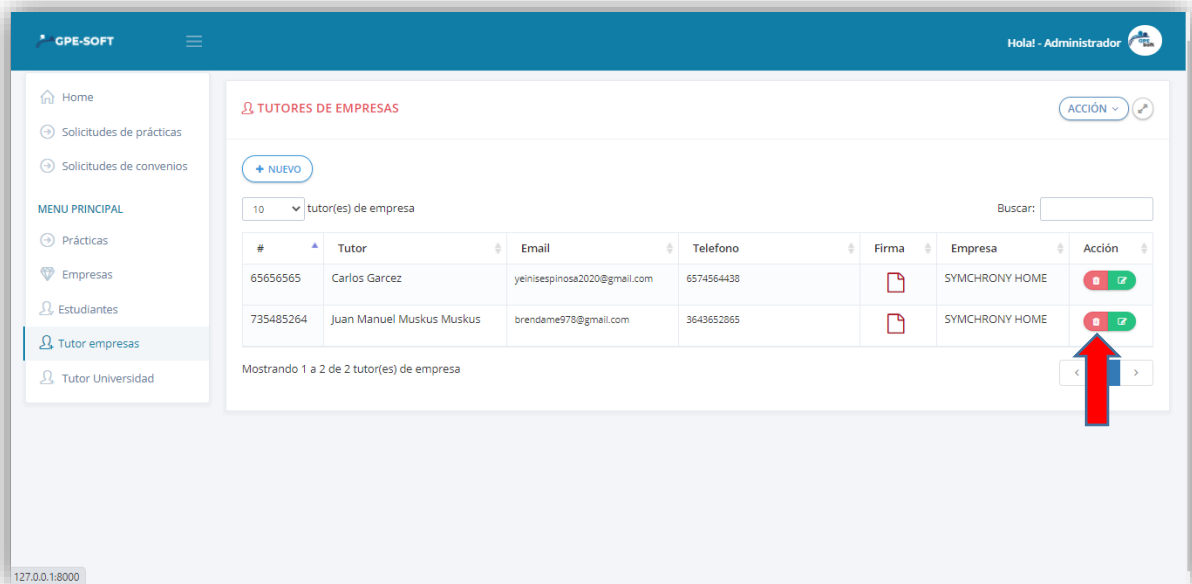 GPE-SOFT
Hola! - Administrador
Home
Solicitudes de prácticas
Solicitudes de convenios
MENU PRINCIPAL
Prácticas
Empresas
Estudiantes
Tutor empresas
Tutor Universidad
TUTORES DE EMPRESAS
ACCIÓN
+ NUEVO
10 tutor(es) de empresa
Buscar:
# Tutor Email Telefono Firma Empresa Acción
65656565 Carlos Garcez yeinisespinosa2020@gmail.com 6574564438 SYMCHRONY HOME
735485264 Juan Manuel Muskus Muskus brendame978@gmail.com 3643652865 SYMCHRONY HOME
Mostrando 1 a 2 de 2 tutor(es) de empresa
127.0.0.1:8000